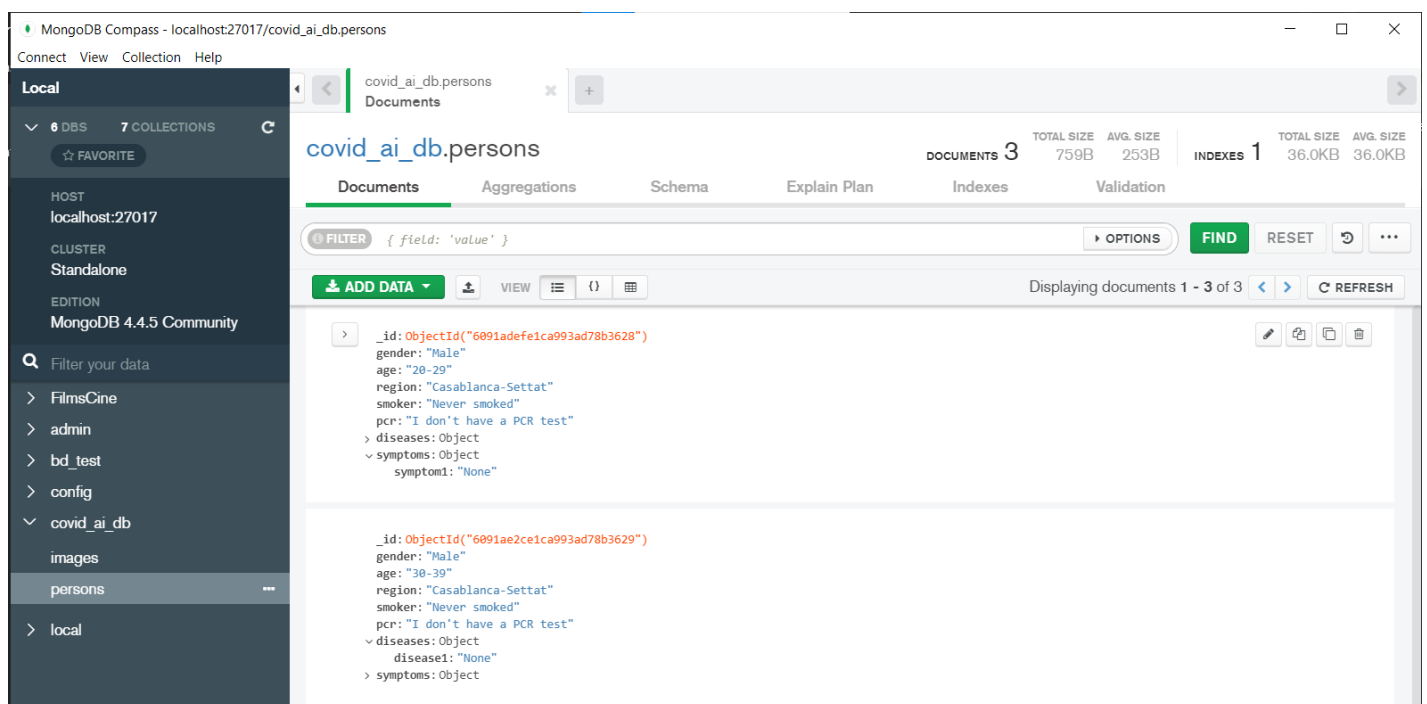 MongoDB Compass - localhost:27017/covid_ai_db.persons
Connect View Collection Help
Local
6 DBS 7 COLLECTIONS
FAVORITE
HOST
localhost:27017
CLUSTER
Standalone
EDITION
MongoDB 4.4.5 Community
Filter your data
FilmsCine
admin
bd_test
config
covid_ai_db
images
persons
local
covid_ai_db.persons
Documents
covid_ai_db.persons
DOCUMENTS 3
TOTAL SIZE AVG. SIZE
759B 253B
INDEXES 1
TOTAL SIZE AVG. SIZE
36.0KB 36.0KB
Documents Aggregations Schema Explain Plan Indexes Validation
FILTER { field: 'value' } OPTIONS FIND RESET
ADD DATA VIEW {} Displaying documents 1 - 3 of 3 REFRESH
_id: ObjectId("6091adefe1ca993ad78b3628")
gender: "Male"
age: "20-29"
region: "Casablanca-Settat"
smoker: "Never smoked"
pcr: "I don't have a PCR test"
diseases: Object
symptoms: Object
symptom1: "None"
_id: ObjectId("6091ae2ce1ca993ad78b3629")
gender: "Male"
age: "30-39"
region: "Casablanca-Settat"
smoker: "Never smoked"
pcr: "I don't have a PCR test"
diseases: Object
disease1: "None"
symptoms: Object